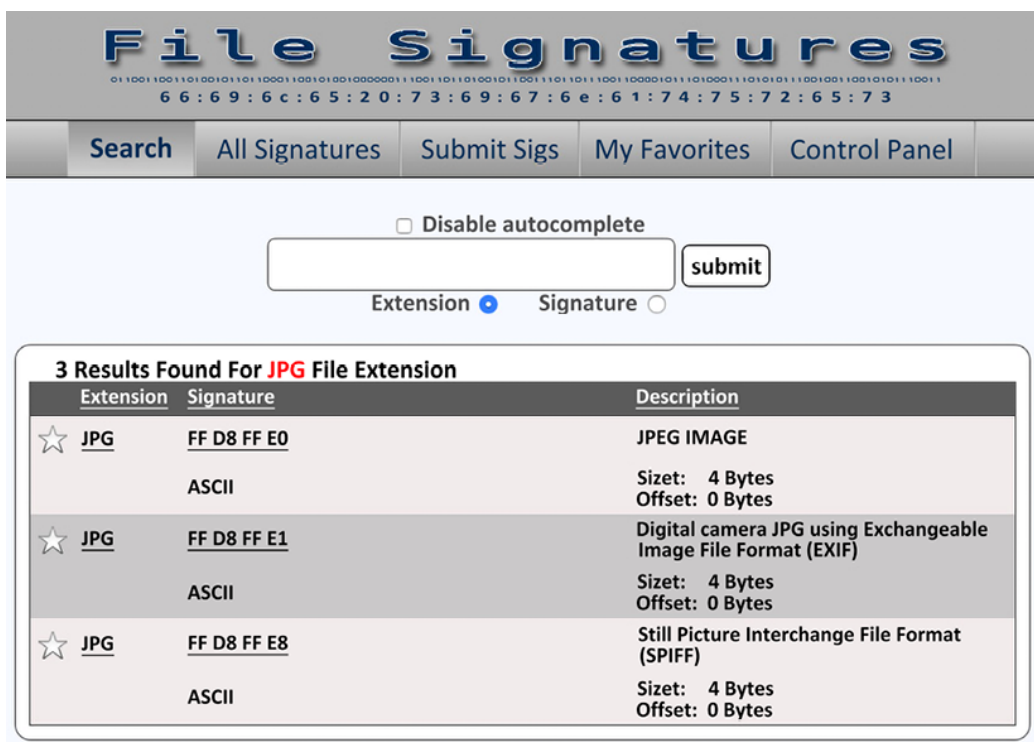 File Signatures
66:69:6c:65:20:73:69:67:6e:61:74:75:72:65:73
Search All Signatures Submit Sigs My Favorites Control Panel
Disable autocomplete
submit
Extension Signature
3 Results Found For JPG File Extension
Extension Signature Description
JPG FF D8 FF E0 JPEG IMAGE
ASCII Sizet: 4 Bytes
Offset: 0 Bytes
JPG FF D8 FF E1 Digital camera JPG using Exchangeable
Image File Format (EXIF)
ASCII Sizet: 4 Bytes
Offset: 0 Bytes
JPG FF D8 FF E8 Still Picture Interchange File Format
(SPIFF)
ASCII Sizet: 4 Bytes
Offset: 0 Bytes